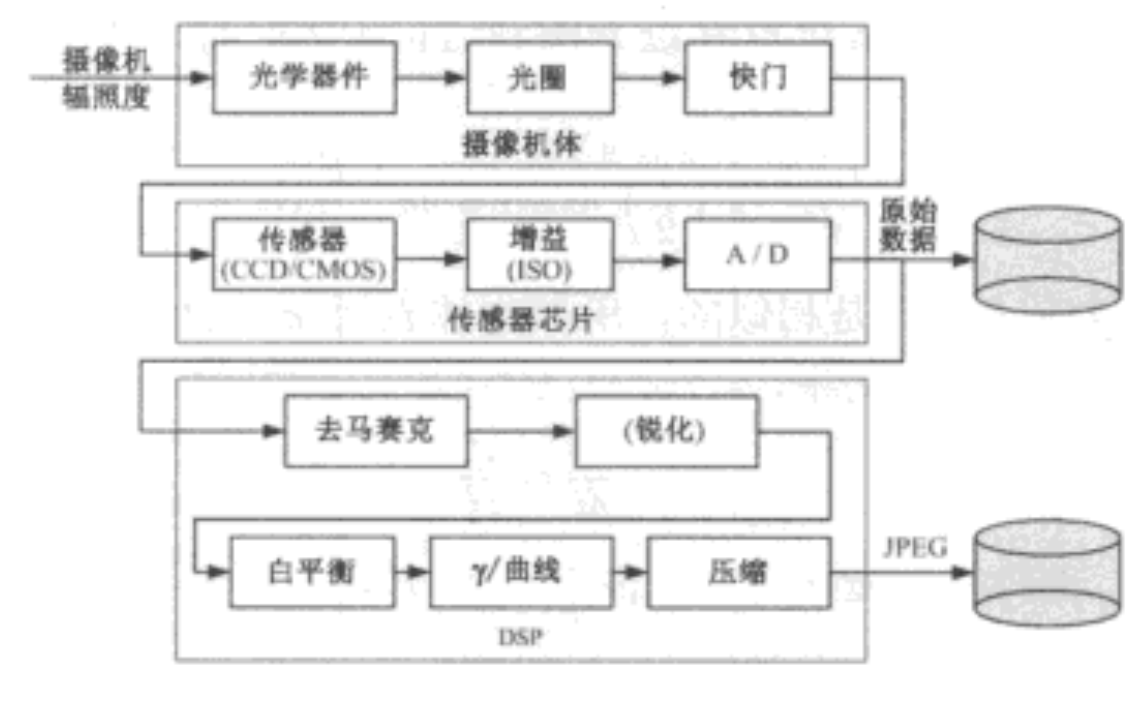 摄像机
辐照度
光学器件
光圈
快门
摄像机体
传感器
(CCD/CMOS)
增益
(ISO)
A / D
原始
数据
传感器芯片
去马赛克
(锐化)
白平衡
γ/曲线
压缩
JPEG
DSP